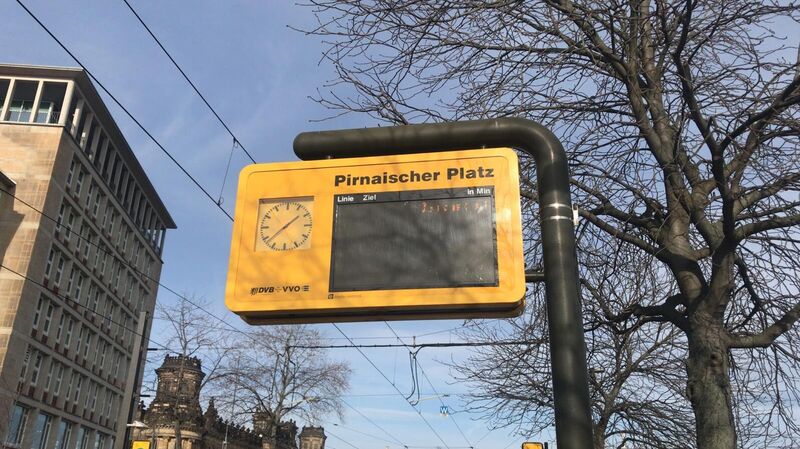 Pirnaischer Platz
Linie Ziel in Min
DVB VVO